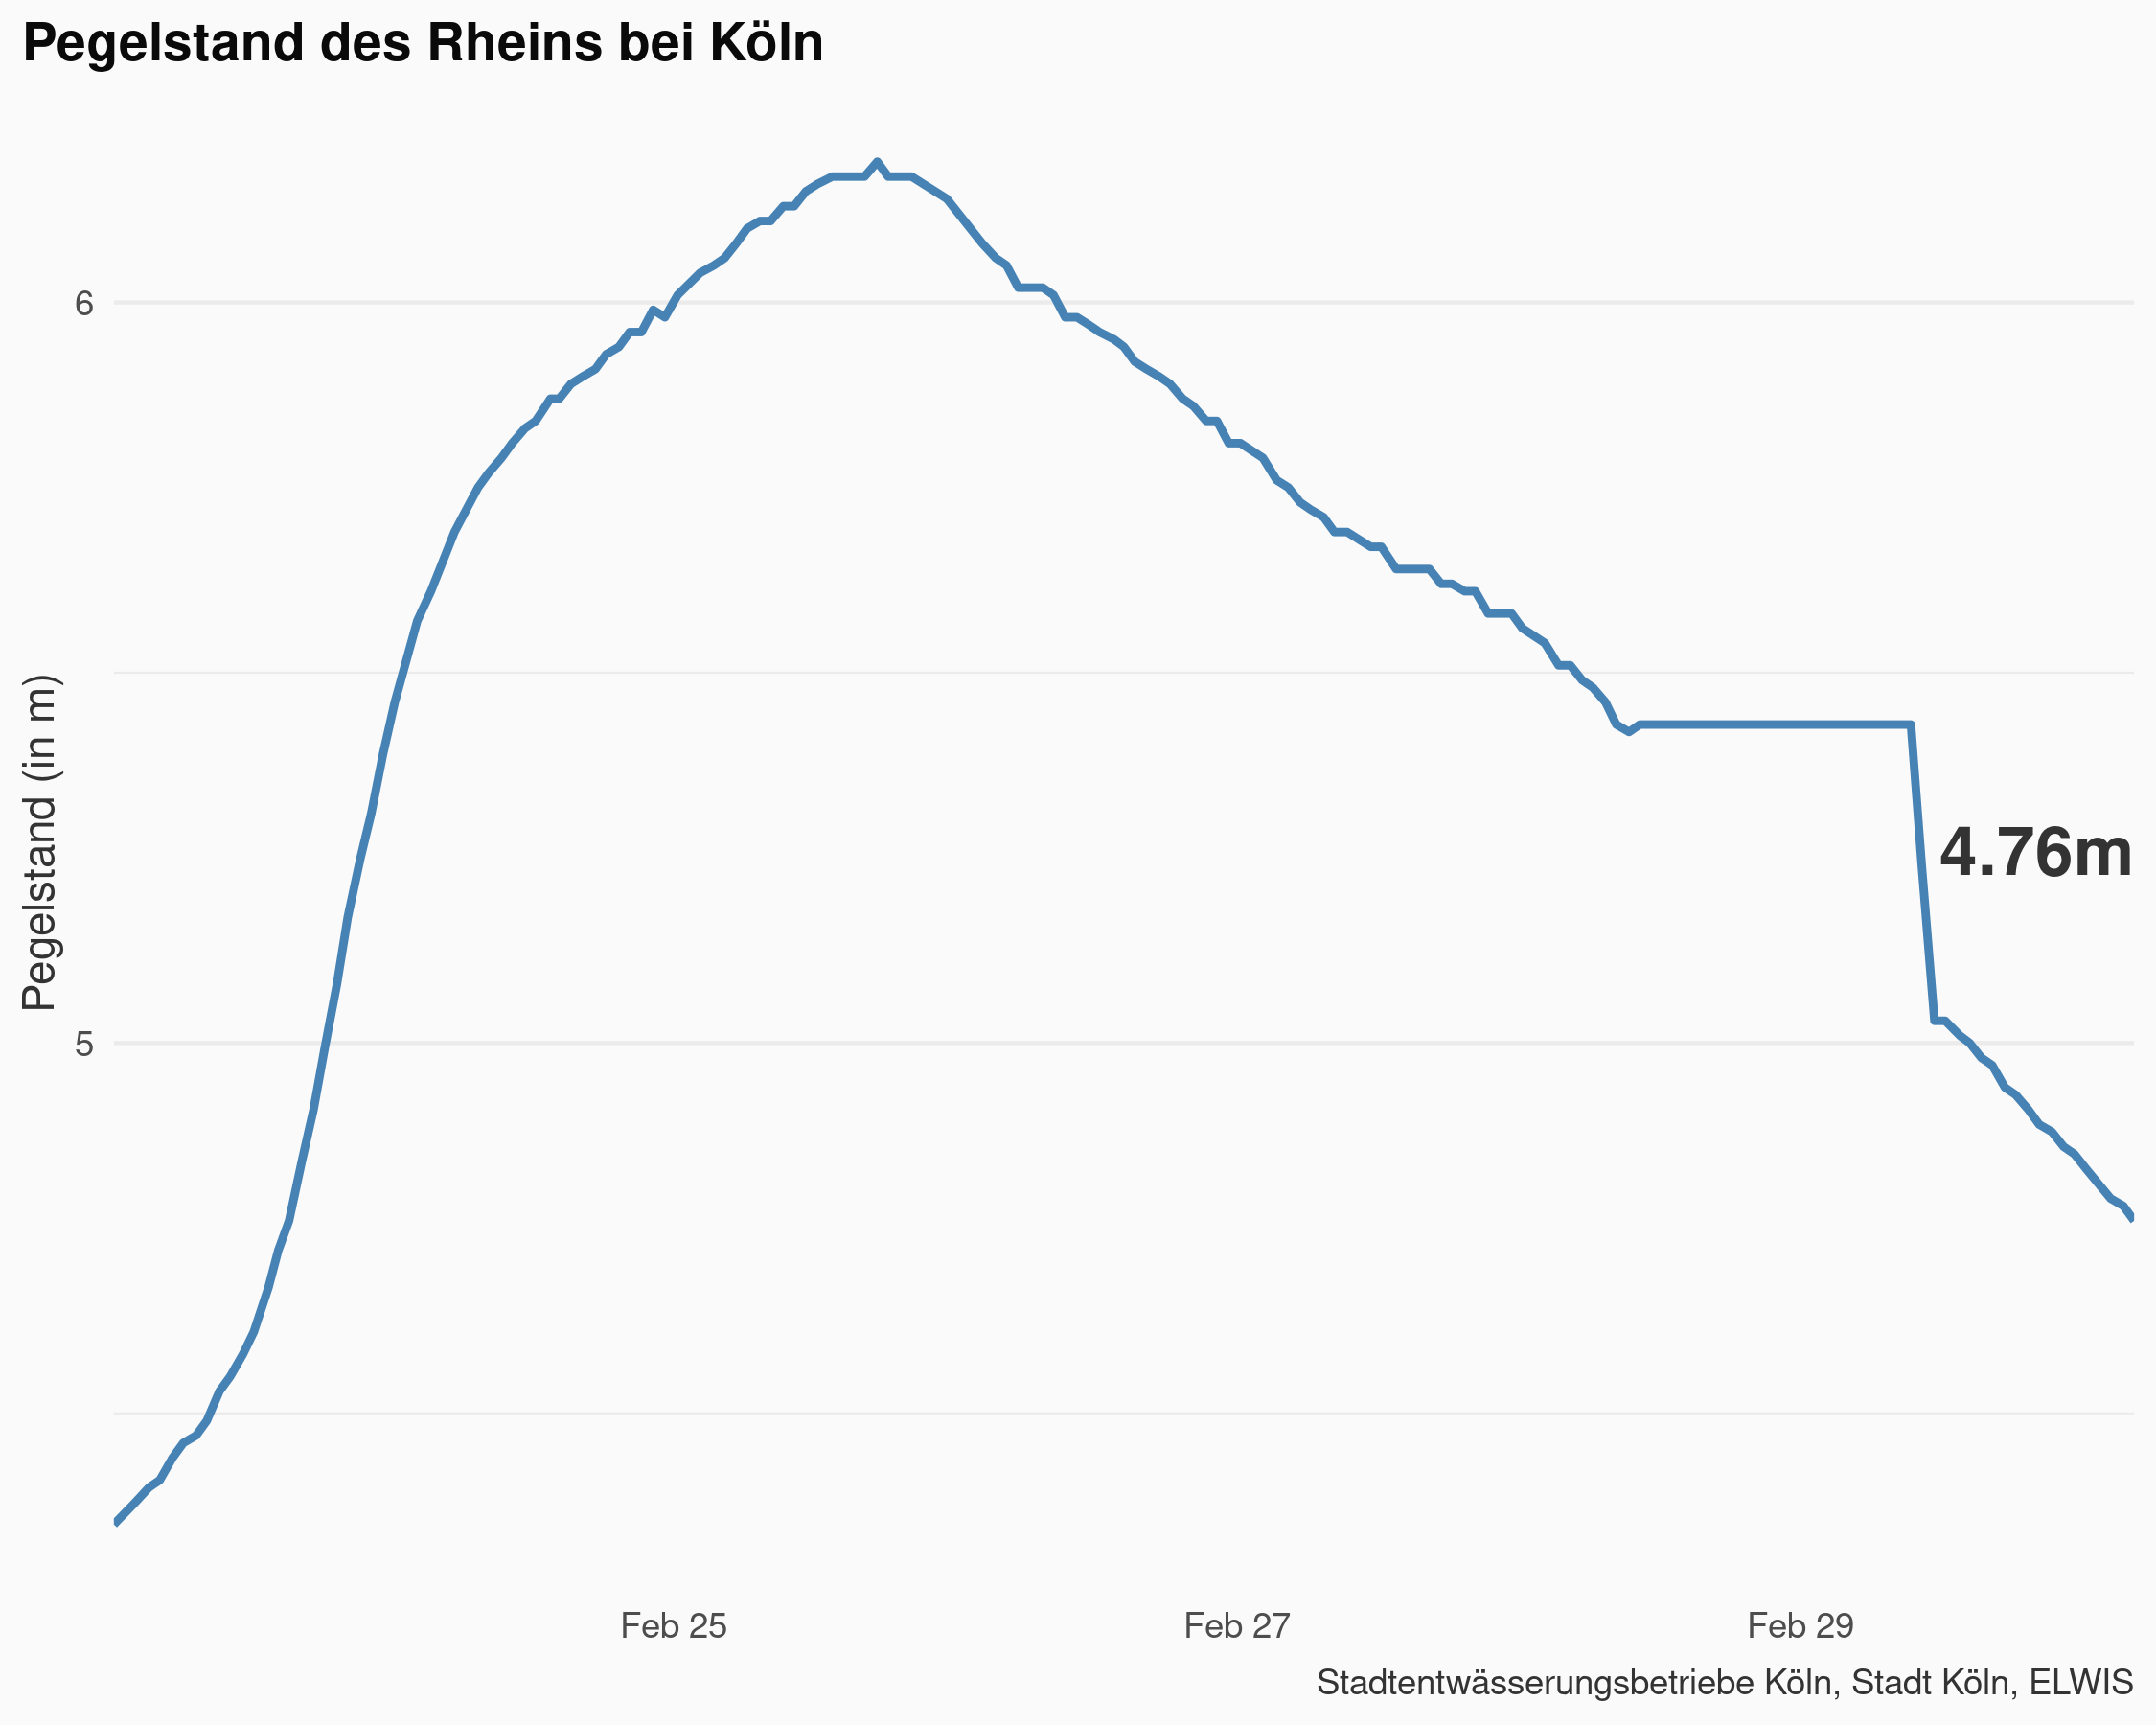 Pegelstand des Rheins bei Köln
6
Pegelstand (in m)
4.76m
5
Feb 25
Feb 27
Feb 29
Stadtentwässerungsbetriebe Köln, Stadt Köln, ELWIS